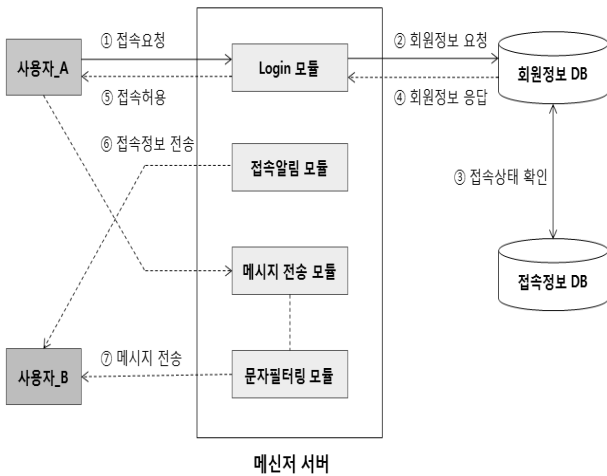 ① 접속요청
② 회원정보 요청
사용자_A
Login 모듈
회원정보 DB
⑤ 접속허용
④ 회원정보 응답
⑥ 접속정보 전송
접속알림 모듈
③ 접속상태 확인
메시지 전송 모듈
접속정보 DB
⑦ 메시지 전송
사용자_B
문자필터링 모듈
메신저 서버